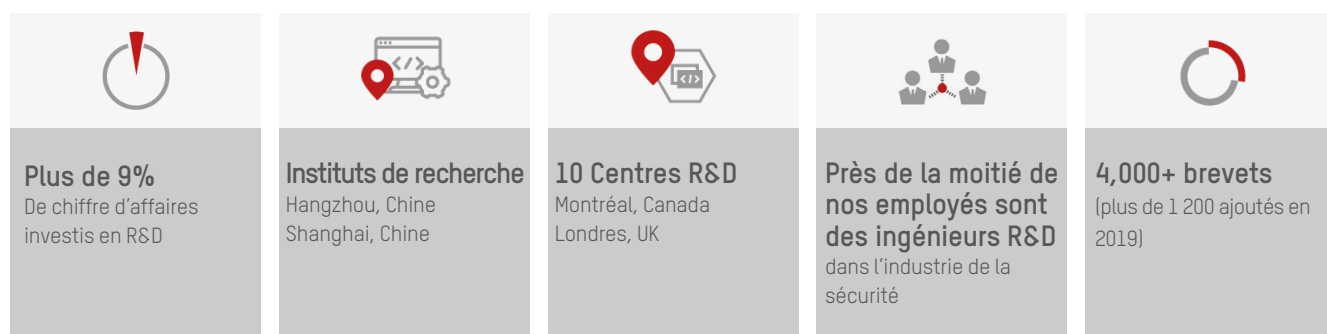 Plus de 9%
De chiffre d'affaires
investis en R&D
Instituts de recherche
Hangzhou, Chine
Shanghai, Chine
10 Centres R&D
Montréal, Canada
Londres, UK
Près de la moitié de
nos employés sont
des ingénieurs R&D
dans l'industrie de la
sécurité
4,000+ brevets
(plus de 1 200 ajoutés en
2019)